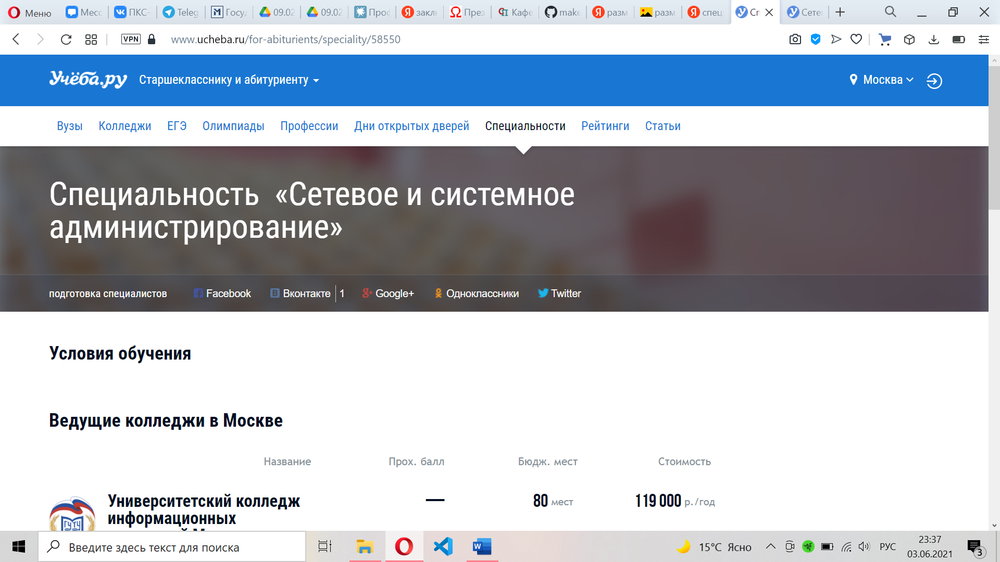 Меню
Месс
ПКС-
Teleg
Госу
09.02
09.02
Проф
заклю
През
Кафе
make
разм
разм
спец
Сп
Сете
VPN
www.ucheba.ru/for-abiturients/speciality/58550
Учёба.ру
Старшекласснику и абитуриенту
Москва
Вузы Колледжи ЕГЭ Олимпиады Профессии Дни открытых дверей Специальности Рейтинги Статьи
Специальность «Сетевое и системное
администрирование»
подготовка специалистов Facebook Вконтакте 1 Google+ Одноклассники Twitter
Условия обучения
Ведущие колледжи в Москве
Название Прох. балл Бюдж. мест Стоимость
Университетский колледж — 80 мест 119 000 р./год
информационных
ГУТУ
Введите здесь текст для поиска
15°C Ясно
РУС
23:37
03.06.2021
3